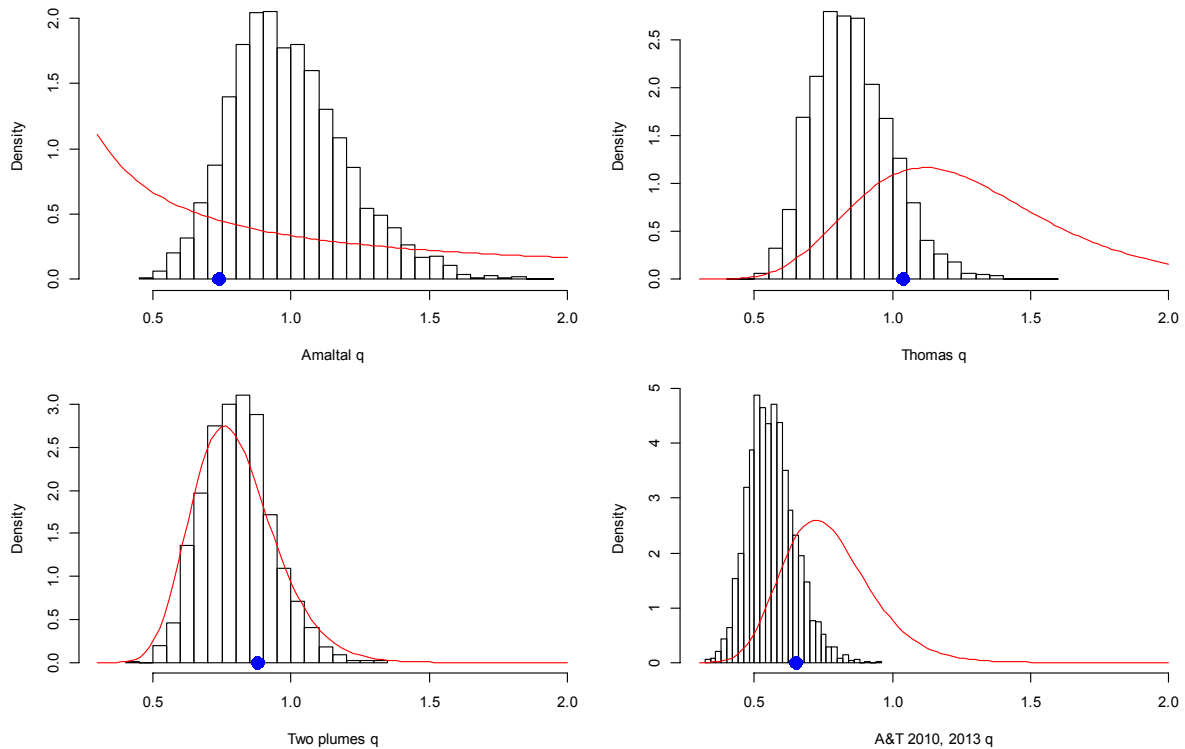 Density
0.0 0.5 1.0 1.5 2.0
0.5 1.0 1.5 2.0
Amaltal q
Density
0.0 0.5 1.0 1.5 2.0 2.5
0.5 1.0 1.5 2.0
Thomas q
Density
0.0 0.5 1.0 1.5 2.0 2.5 3.0
0.5 1.0 1.5 2.0
Two plumes q
Density
0 1 2 3 4 5
0.5 1.0 1.5 2.0
A&T 2010, 2013 q